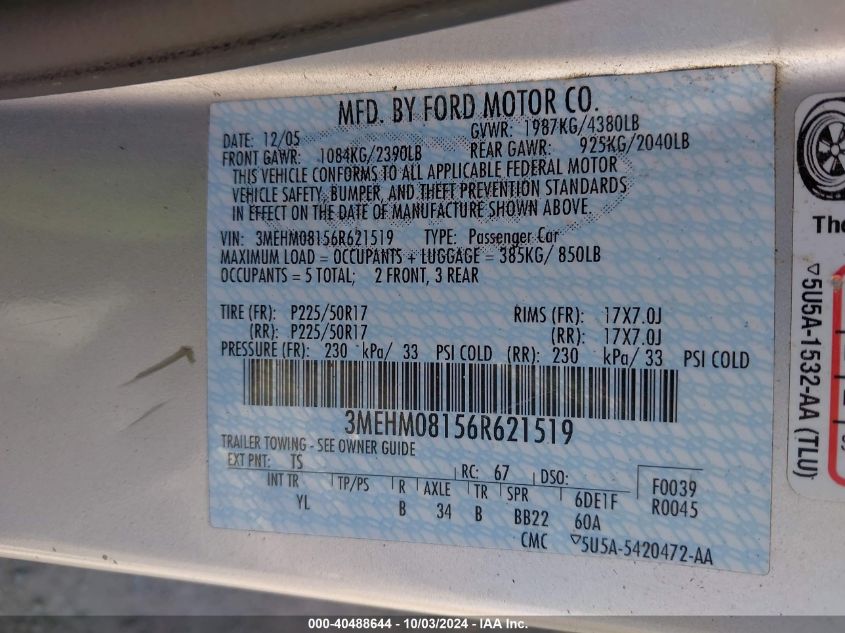 MFD. BY FORD MOTOR CO.
DATE: 12/05 GVWR: 1987KG/4380LB
FRONT GAWR: 1084KG/2390LB REAR GAWR: 925KG/2040LB
THIS VEHICLE CONFORMS TO ALL APPLICABLE FEDERAL MOTOR
VEHICLE SAFETY, BUMPER, AND THEFT PREVENTION STANDARDS
IN EFFECT ON THE DATE OF MANUFACTURE SHOWN ABOVE.
VIN: 3MEHM08156R621519 TYPE: Passenger Car
MAXIMUM LOAD = OCCUPANTS + LUGGAGE = 385KG/ 850LB
OCCUPANTS = 5 TOTAL; 2 FRONT, 3 REAR
TIRE (FR): P225/50R17 RIMS (FR): 17X7.0J
(RR): P225/50R17 (RR): 17X7.0J
PRESSURE (FR): 230 kPa/ 33 PSI COLD (RR): 230 kPa/ 33 PSI COLD
3MEHM08156R621519
TRAILER TOWING - SEE OWNER GUIDE
EXT PNT: TS RC: 67 DSO: F0039
INT TR TP/PS R AXLE TR SPR 6DE1F R0045
YL B 34 B BB22 60A
CMC ▽5U5A-5420472-AA
The
▽5U5A-1532-AA (TLU)
000-40488644 - 10/03/2024 - IAA Inc.